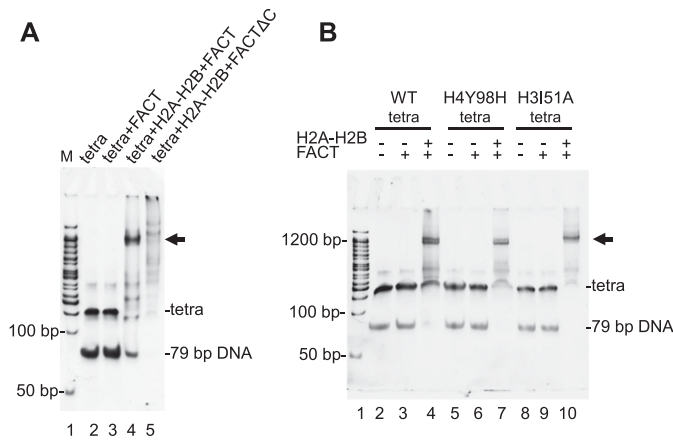 A
M
tetra
tetra+FACT
tetra+H2A-H2B+FACT
tetra+H2A-H2B+FACTΔC
-tetra
100 bp-
-79 bp DNA
50 bp-
1 2 3 4 5
B
WT H4Y98H H3I51A
tetra tetra tetra
H2A-H2B - - + - - + - - +
FACT - + + - + + - + +
1200 bp-
tetra
100 bp-
-79 bp DNA
50 bp-
1 2 3 4 5 6 7 8 9 10